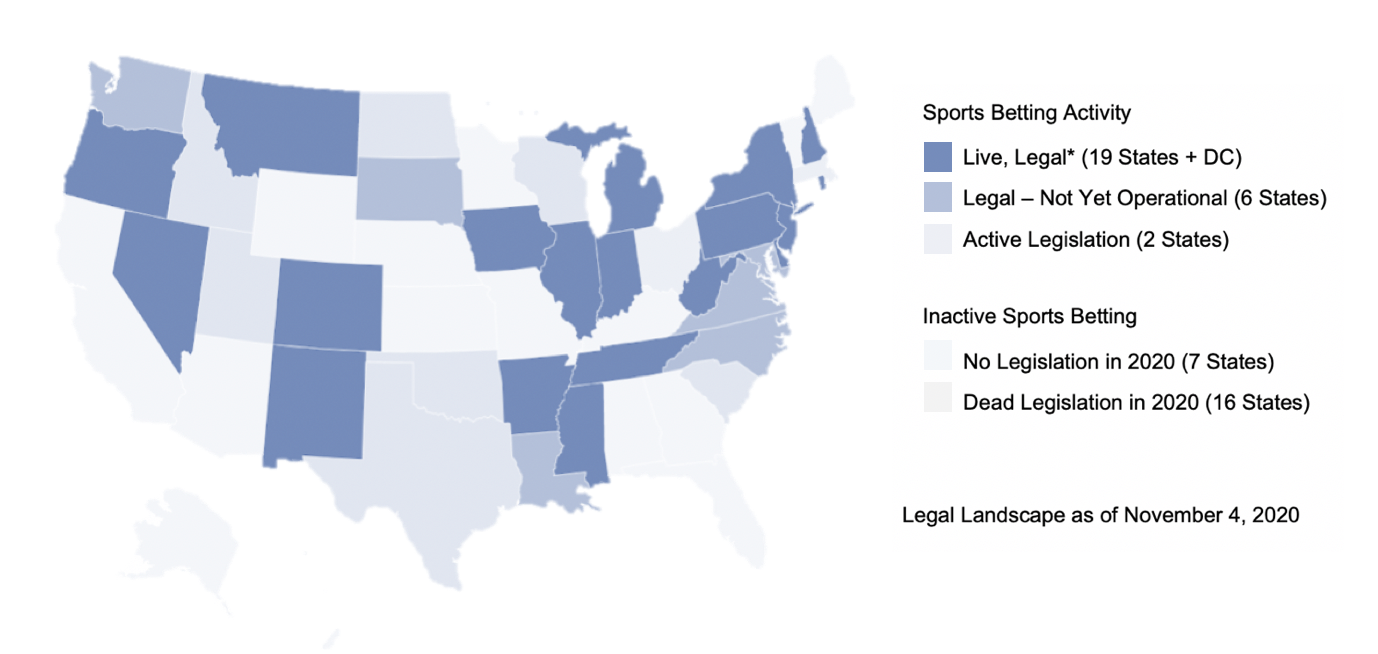 Sports Betting Activity
Live, Legal* (19 States + DC)
Legal – Not Yet Operational (6 States)
Active Legislation (2 States)
Inactive Sports Betting
No Legislation in 2020 (7 States)
Dead Legislation in 2020 (16 States)
Legal Landscape as of November 4, 2020